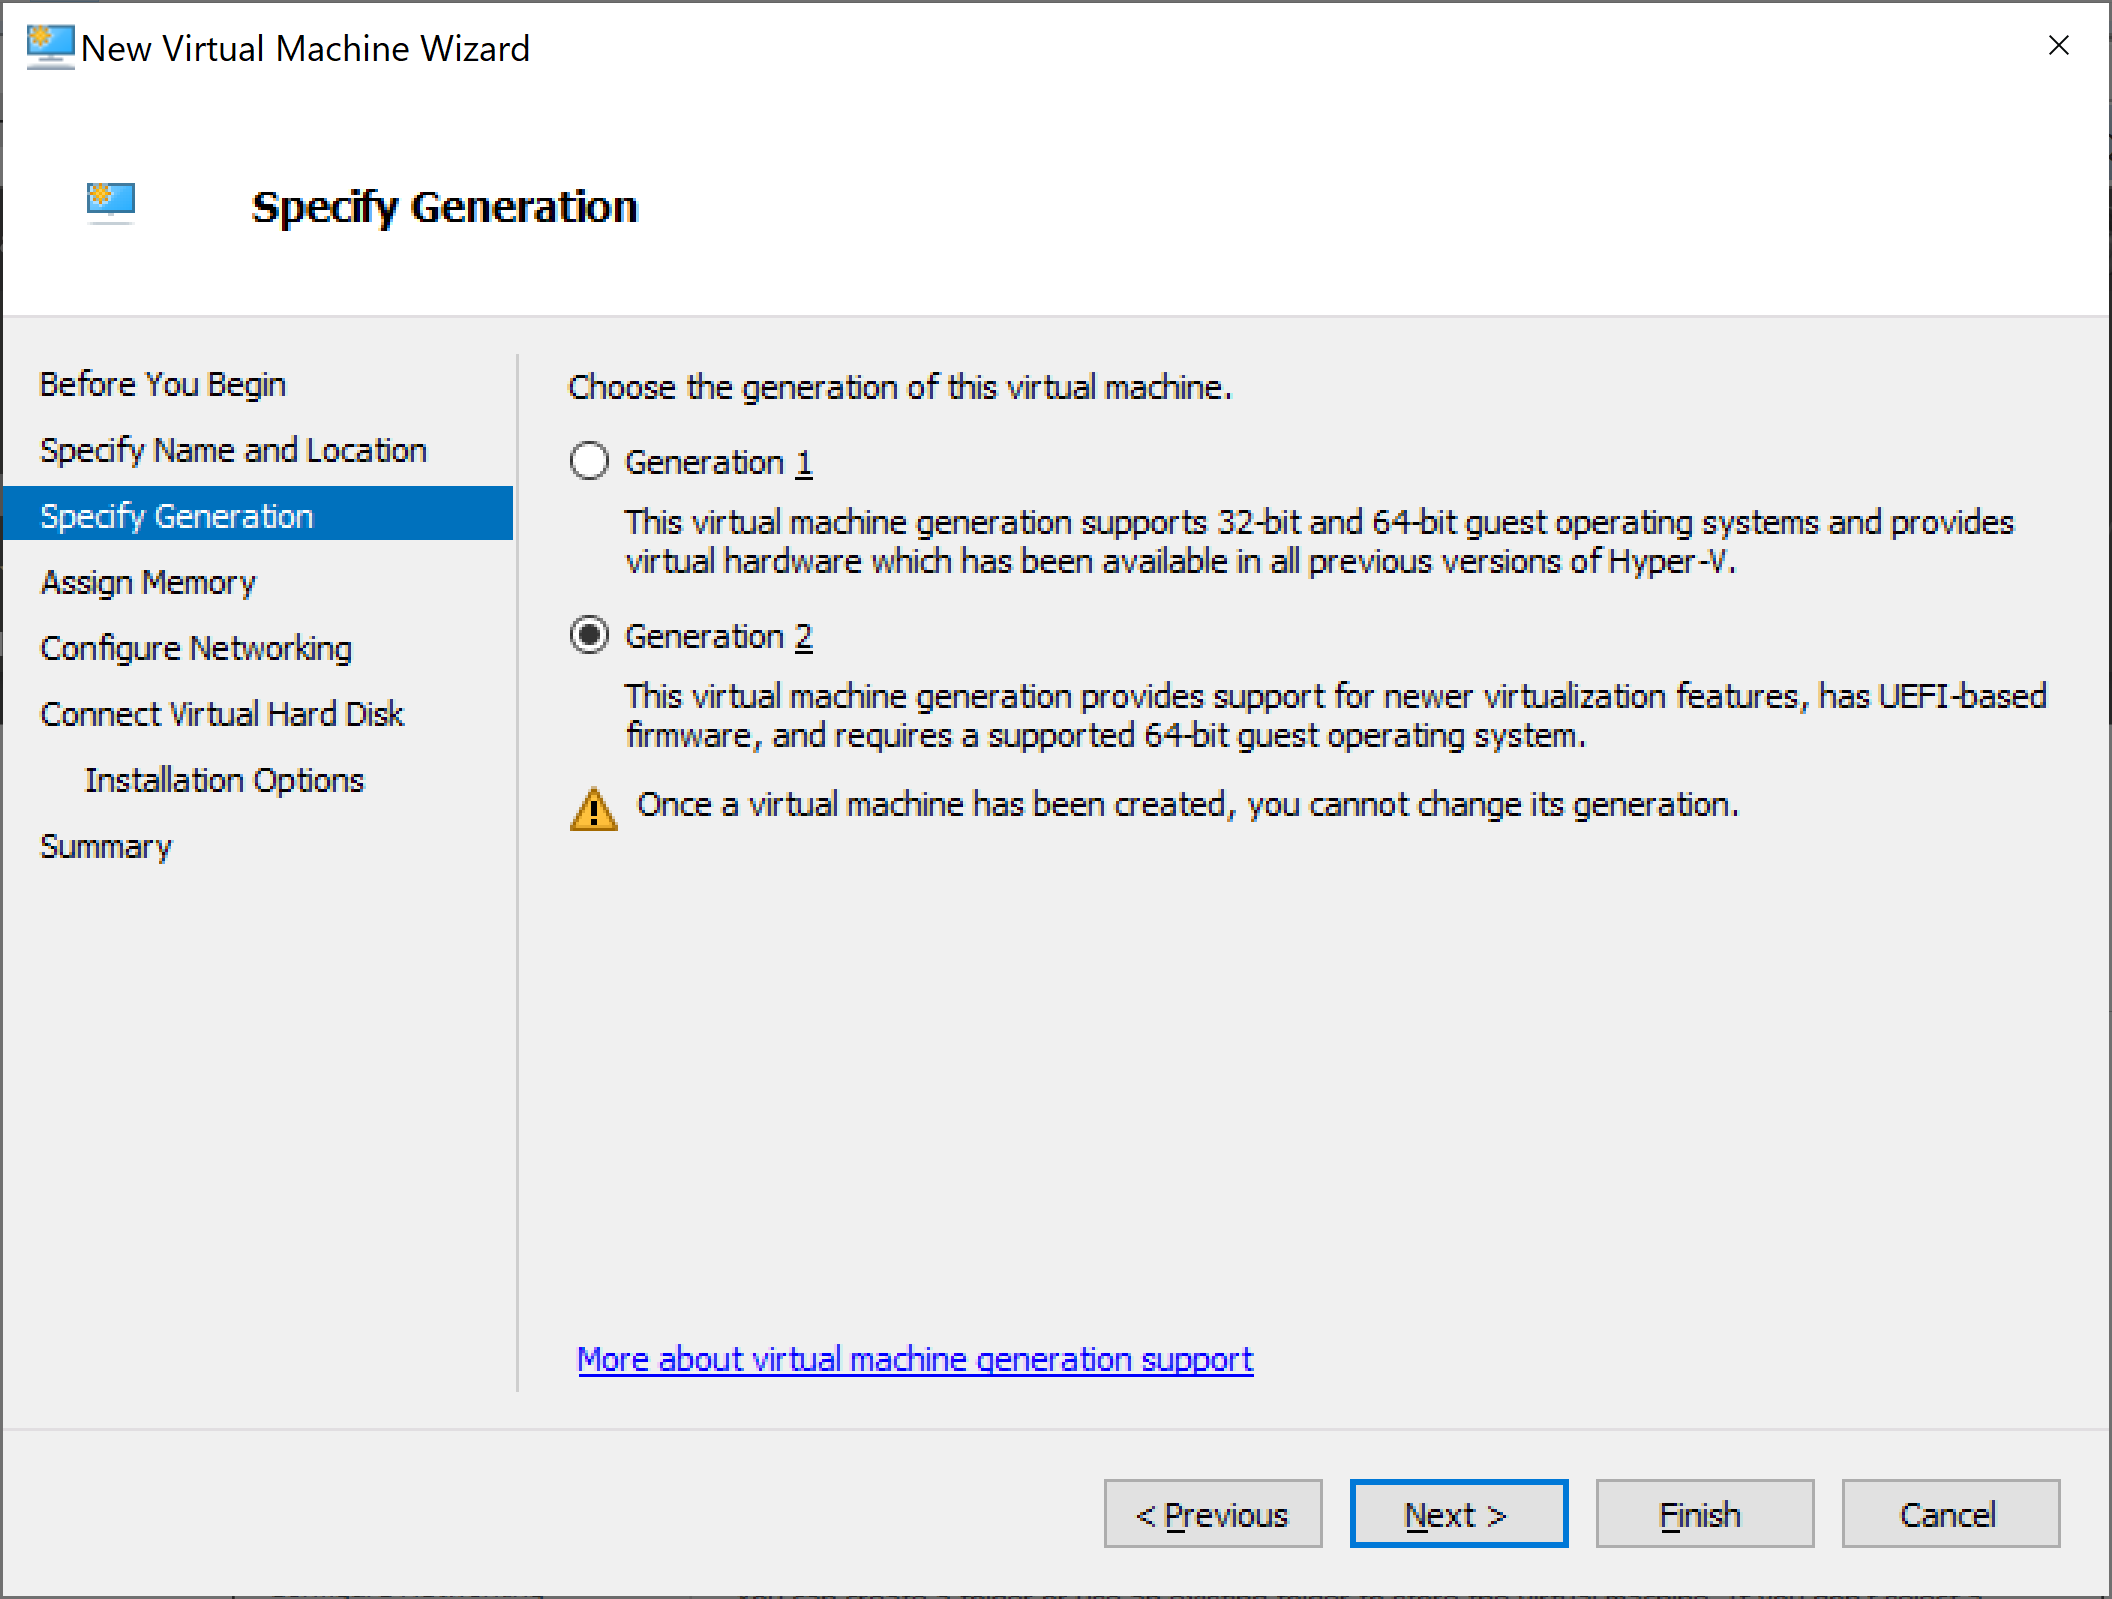 New Virtual Machine Wizard
Specify Generation
Before You Begin
Specify Name and Location
Specify Generation
Assign Memory
Configure Networking
Connect Virtual Hard Disk
Installation Options
Summary
Choose the generation of this virtual machine.
Generation 1
This virtual machine generation supports 32-bit and 64-bit guest operating systems and provides
virtual hardware which has been available in all previous versions of Hyper-V.
Generation 2
This virtual machine generation provides support for newer virtualization features, has UEFI-based
firmware, and requires a supported 64-bit guest operating system.
Once a virtual machine has been created, you cannot change its generation.
More about virtual machine generation support
< Previous
Next >
Finish
Cancel